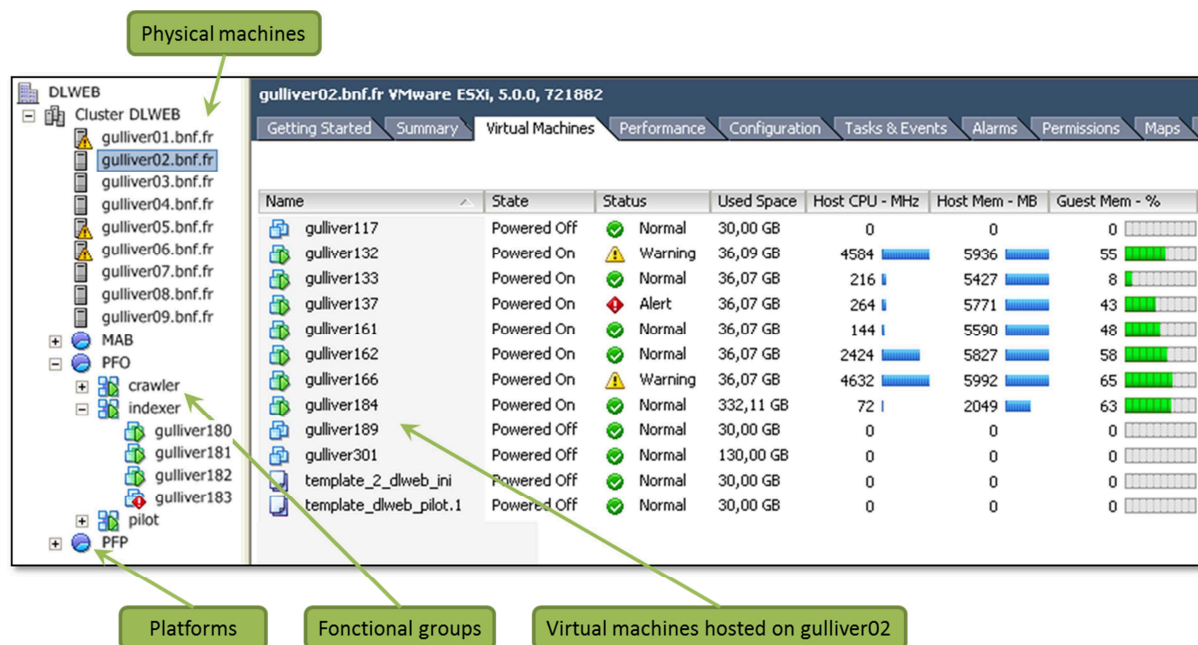 Physical machines
DLWEB
Cluster DLWEB
gulliver01.bnf.fr
gulliver02.bnf.fr
gulliver03.bnf.fr
gulliver04.bnf.fr
gulliver05.bnf.fr
gulliver06.bnf.fr
gulliver07.bnf.fr
gulliver08.bnf.fr
gulliver09.bnf.fr
MAB
PFO
crawler
indexer
gulliver180
gulliver181
gulliver182
gulliver183
pilot
PFP
gulliver02.bnf.fr VMware ESXi, 5.0.0, 721882
Getting Started Summary Virtual Machines Performance Configuration Tasks & Events Alarms Permissions Maps
Name State Status Used Space Host CPU - MHz Host Mem - MB Guest Mem - %
gulliver117 Powered Off Normal 30,00 GB 0 0 0
gulliver132 Powered On Warning 36,09 GB 4584 5936 55
gulliver133 Powered On Normal 36,07 GB 216 5427 8
gulliver137 Powered On Alert 36,07 GB 264 5771 43
gulliver161 Powered On Normal 36,07 GB 144 5590 48
gulliver162 Powered On Normal 36,07 GB 2424 5827 58
gulliver166 Powered On Warning 36,07 GB 4632 5992 65
gulliver184 Powered On Normal 332,11 GB 72 2049 63
gulliver189 Powered Off Normal 30,00 GB 0 0 0
gulliver301 Powered Off Normal 130,00 GB 0 0 0
template_2_dlweb_ini Powered Off Normal 30,00 GB 0 0 0
template_dlweb_pilot.1 Powered Off Normal 30,00 GB 0 0 0
Platforms
Fonctional groups
Virtual machines hosted on gulliver02